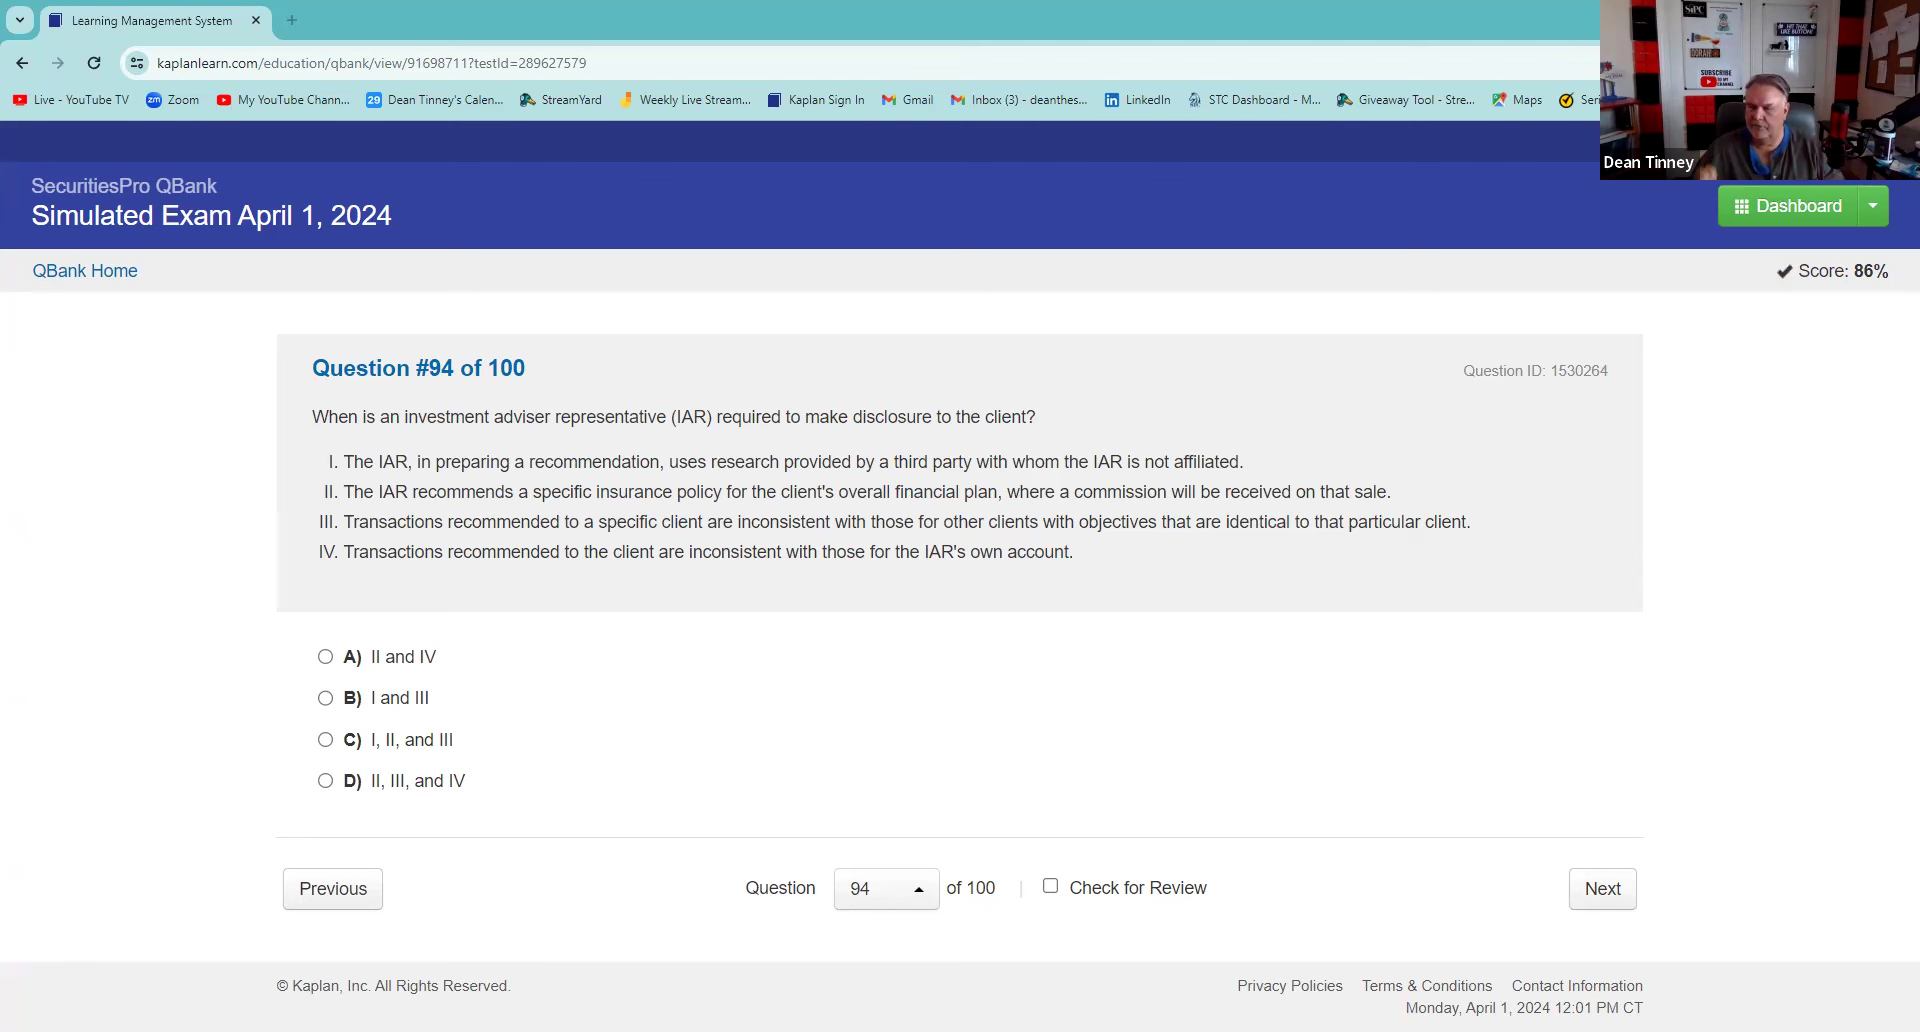 Learning Management System
kaplanlearn.com/education/qbank/view/91698711?testId=289627579
Live - YouTube TV
Zoom
My YouTube Chann...
Dean Tinney's Calen...
StreamYard
Weekly Live Stream...
Kaplan Sign In
Gmail
Inbox (3) - deanthes...
LinkedIn
STC Dashboard - M...
Giveaway Tool - Stre...
Maps
Seri
SIPC
HIT THAT
LIKE BUTTON!
SUBSCRIBE
Dean Tinney
SecuritiesPro QBank
Simulated Exam April 1, 2024
Dashboard
QBank Home
Score: 86%
Question #94 of 100
Question ID: 1530264
When is an investment adviser representative (IAR) required to make disclosure to the client?
I. The IAR, in preparing a recommendation, uses research provided by a third party with whom the IAR is not affiliated.
II. The IAR recommends a specific insurance policy for the client's overall financial plan, where a commission will be received on that sale.
III. Transactions recommended to a specific client are inconsistent with those for other clients with objectives that are identical to that particular client.
IV. Transactions recommended to the client are inconsistent with those for the IAR's own account.
A) II and IV
B) I and III
C) I, II, and III
D) II, III, and IV
Previous
Question 94 of 100 | Check for Review
Next
© Kaplan, Inc. All Rights Reserved.
Privacy Policies Terms & Conditions Contact Information
Monday, April 1, 2024 12:01 PM CT